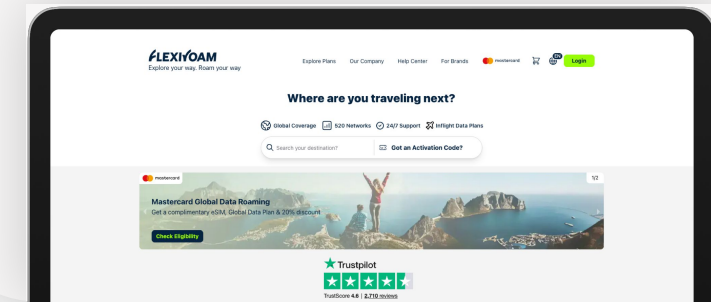 FLEXIROAM
Explore your way. Roam your way
Explore Plans Our Company Help Center For Brands mastercard EN Login
Where are you traveling next?
Global Coverage 520 Networks 24/7 Support Inflight Data Plans
Search your destination? Got an Activation Code?
mastercard 1/2
Mastercard Global Data Roaming
Get a complimentary eSIM, Global Data Plan & 20% discount
Check Eligibility
Trustpilot
TrustScore 4.6 | 2,710 reviews